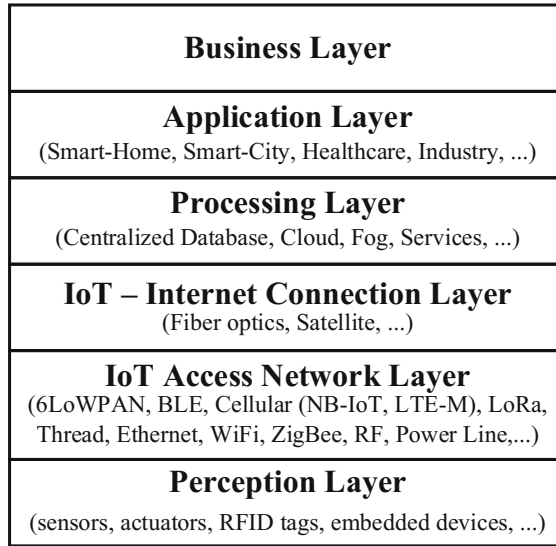 Business Layer
Application Layer
(Smart-Home, Smart-City, Healthcare, Industry, ...)
Processing Layer
(Centralized Database, Cloud, Fog, Services, ...)
IoT – Internet Connection Layer
(Fiber optics, Satellite, ...)
IoT Access Network Layer
(6LoWPAN, BLE, Cellular (NB-IoT, LTE-M), LoRa,
Thread, Ethernet, WiFi, ZigBee, RF, Power Line,...)
Perception Layer
(sensors, actuators, RFID tags, embedded devices, ...)